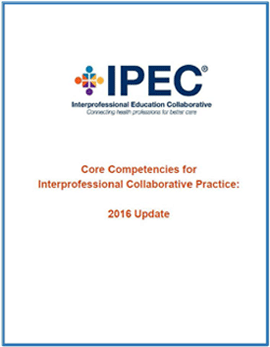 IPEC®
Interprofessional Education Collaborative
Connecting health professions for better care
Core Competencies for
Interprofessional Collaborative Practice:
2016 Update